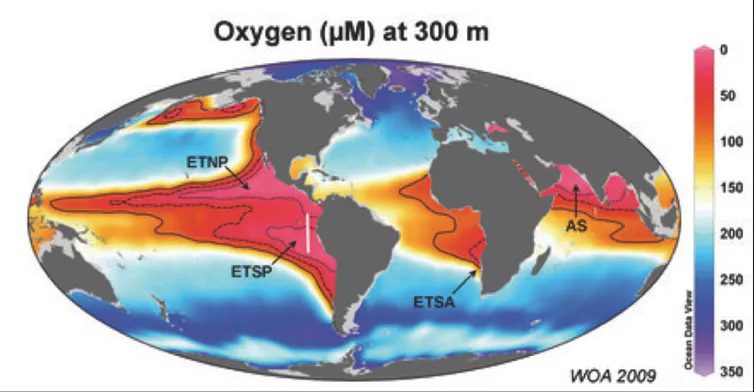 Oxygen (µM) at 300 m
0
50
100
150
200
250
300
350
ETNP
ETSP
ETSA
AS
Ocean Data View
WOA 2009